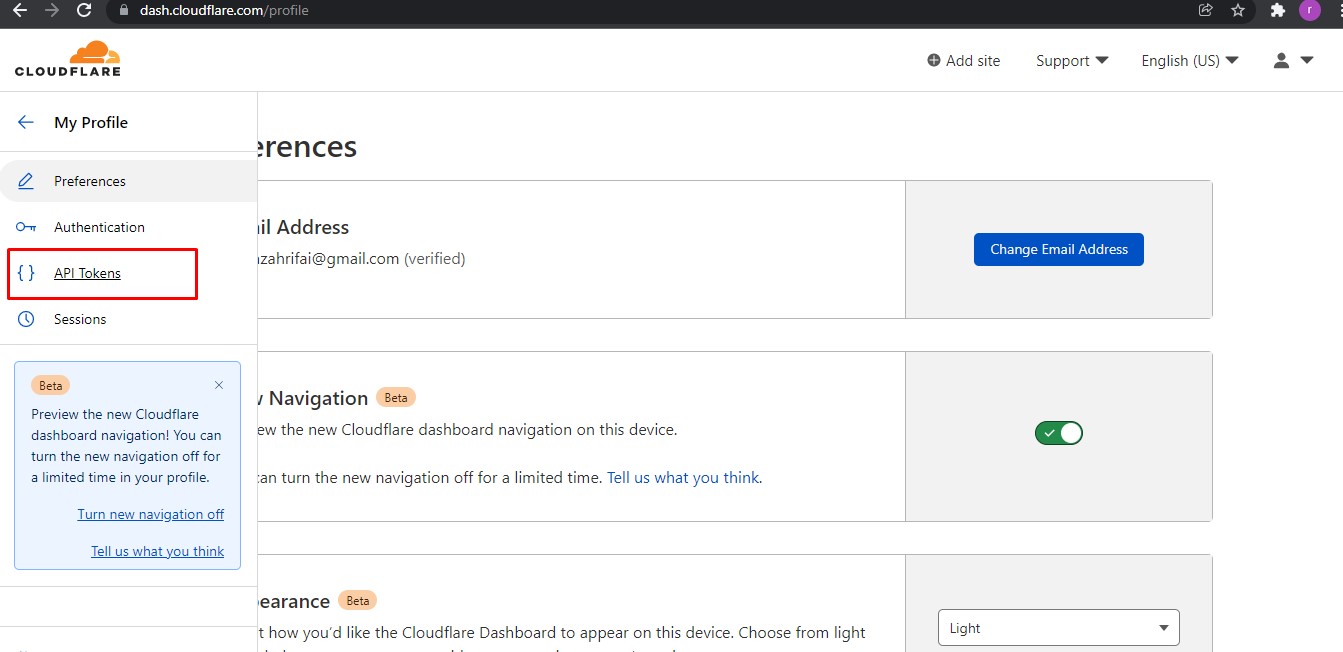 dash.cloudflare.com/profile
r
CLOUDFLARE
Add site
Support
English (US)
My Profile
Preferences
Authentication
API Tokens
Sessions
Beta
Preview the new Cloudflare
dashboard navigation! You can
turn the new navigation off for
a limited time in your profile.
Turn new navigation off
Tell us what you think
erences
il Address
zahrifai@gmail.com (verified)
Change Email Address
Navigation Beta
ew the new Cloudflare dashboard navigation on this device.
can turn the new navigation off for a limited time. Tell us what you think.
earance Beta
t how you'd like the Cloudflare Dashboard to appear on this device. Choose from light
Light